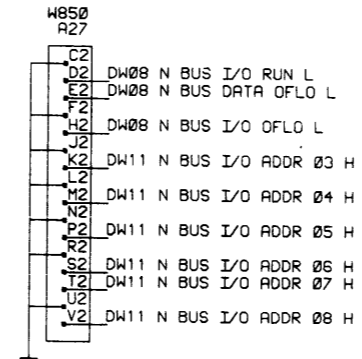 W850
A27
C2
D2 DW08 N BUS I/O RUN L
E2 DW08 N BUS DATA OFLO L
F2
H2 DW08 N BUS I/O OFLO L
J2
K2 DW11 N BUS I/O ADDR 03 H
L2
M2 DW11 N BUS I/O ADDR 04 H
N2
P2 DW11 N BUS I/O ADDR 05 H
R2
S2 DW11 N BUS I/O ADDR 06 H
T2 DW11 N BUS I/O ADDR 07 H
U2
V2 DW11 N BUS I/O ADDR 08 H